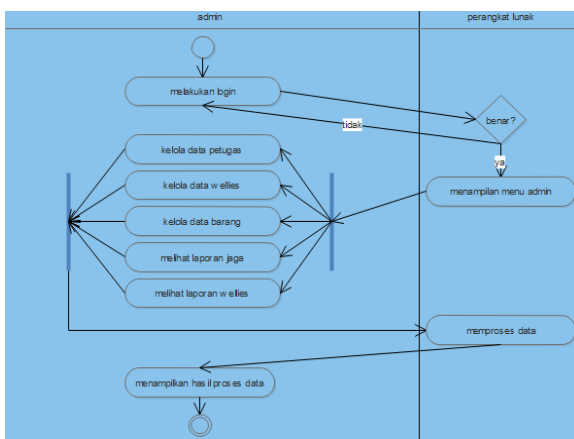 admin
perangkat lunak
melakukan login
benar?
tidak
ya
kelola data petugas
kelola data wellies
menampilan menu admin
kelola data barang
melihat laporan jaga
melihat laporan wellies
memproses data
menampilkan hasil proses data